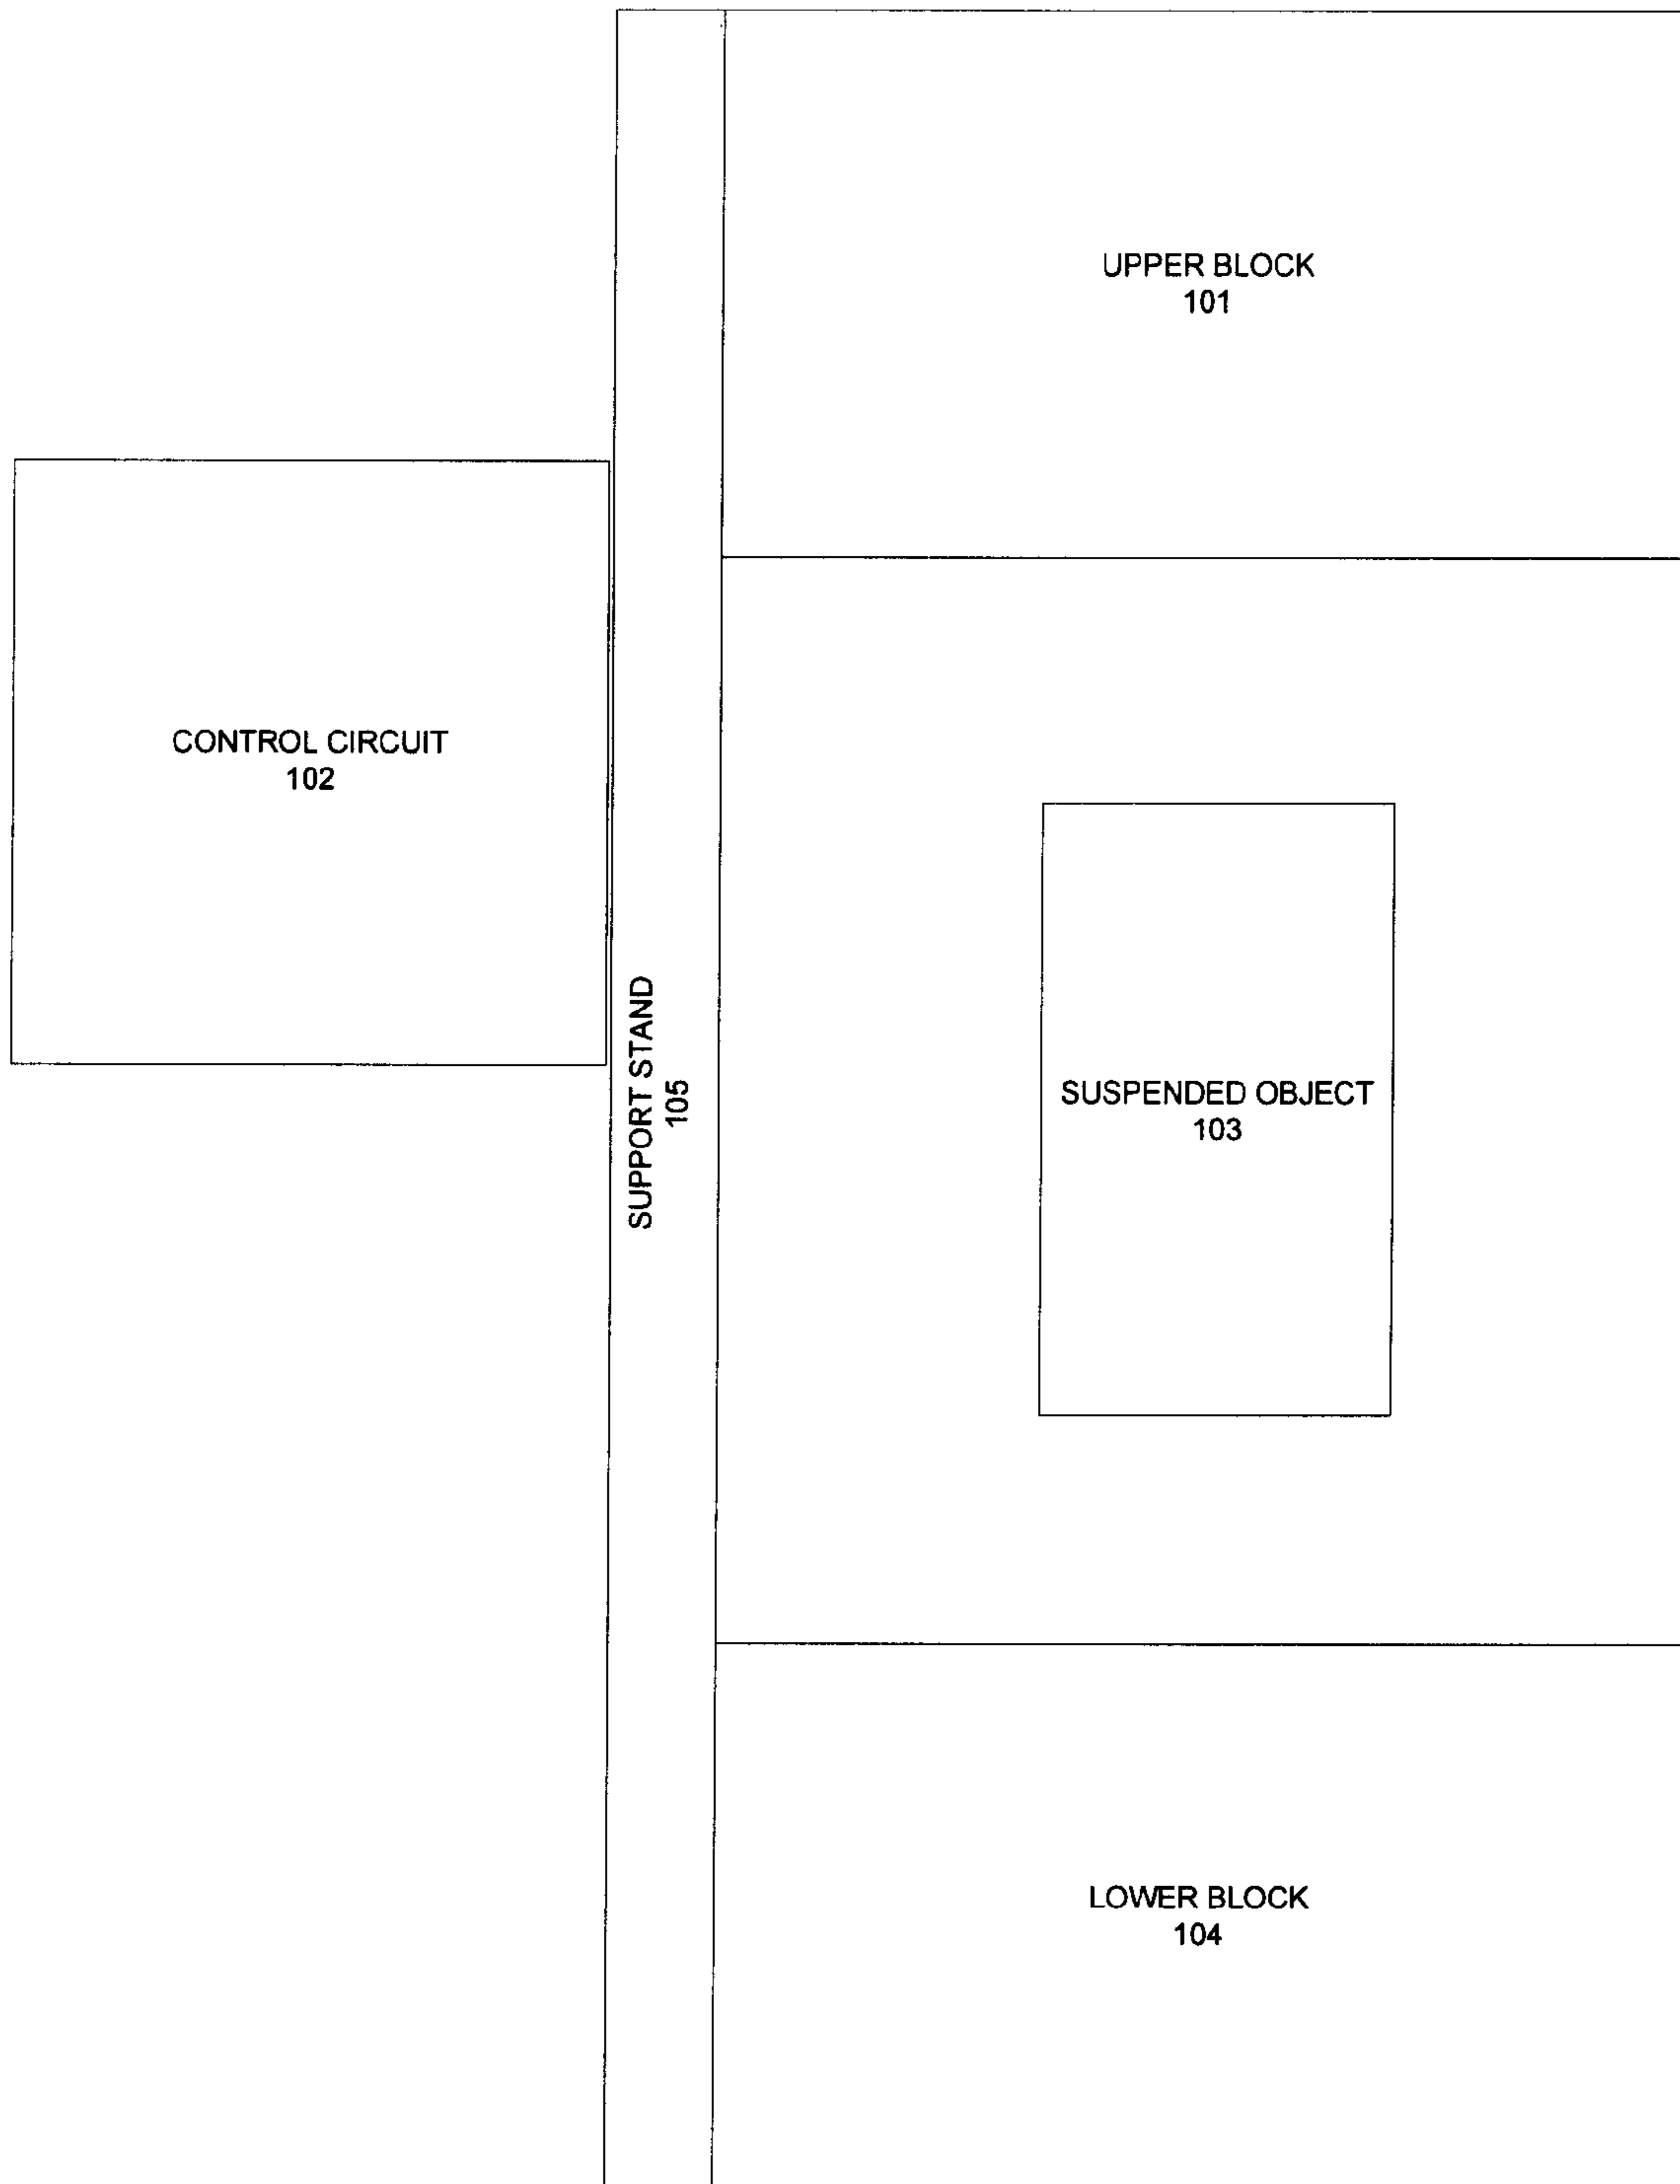 UPPER BLOCK
101
CONTROL CIRCUIT
102
SUPPORT STAND
105
SUSPENDED OBJECT
103
LOWER BLOCK
104